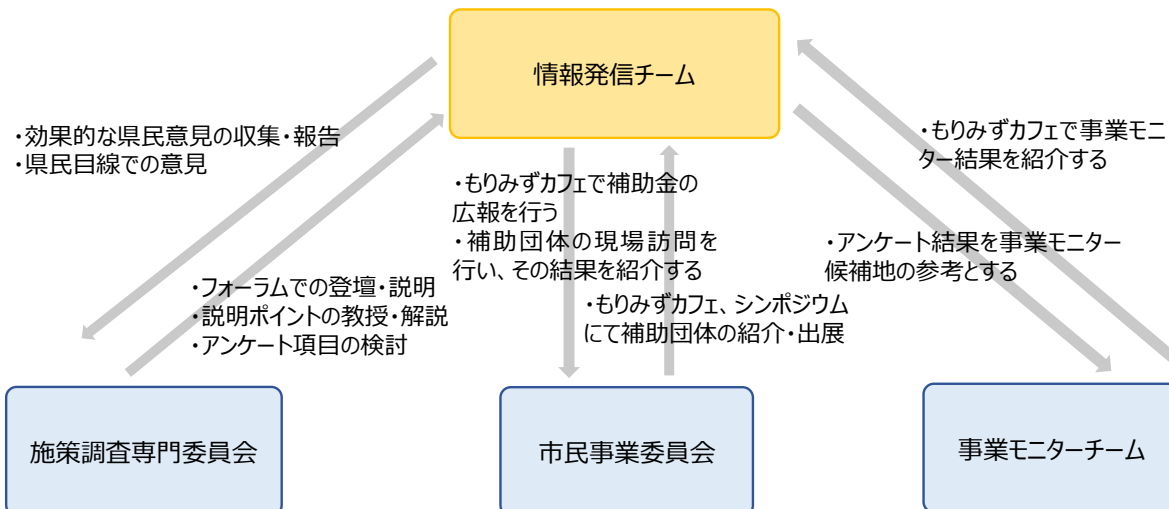 情報発信チーム
・効果的な県民意見の収集・報告
・県民目線での意見
・フォーラムでの登壇・説明
・説明ポイントの教授・解説
・アンケート項目の検討
・もりみずカフェで補助金の
広報を行う
・補助団体の現場訪問を
行い、その結果を紹介する
・もりみずカフェ、シンポジウム
にて補助団体の紹介・出展
・もりみずカフェで事業モニ
ター結果を紹介する
・アンケート結果を事業モニター
候補地の参考とする
施策調査専門委員会
市民事業委員会
事業モニターチーム